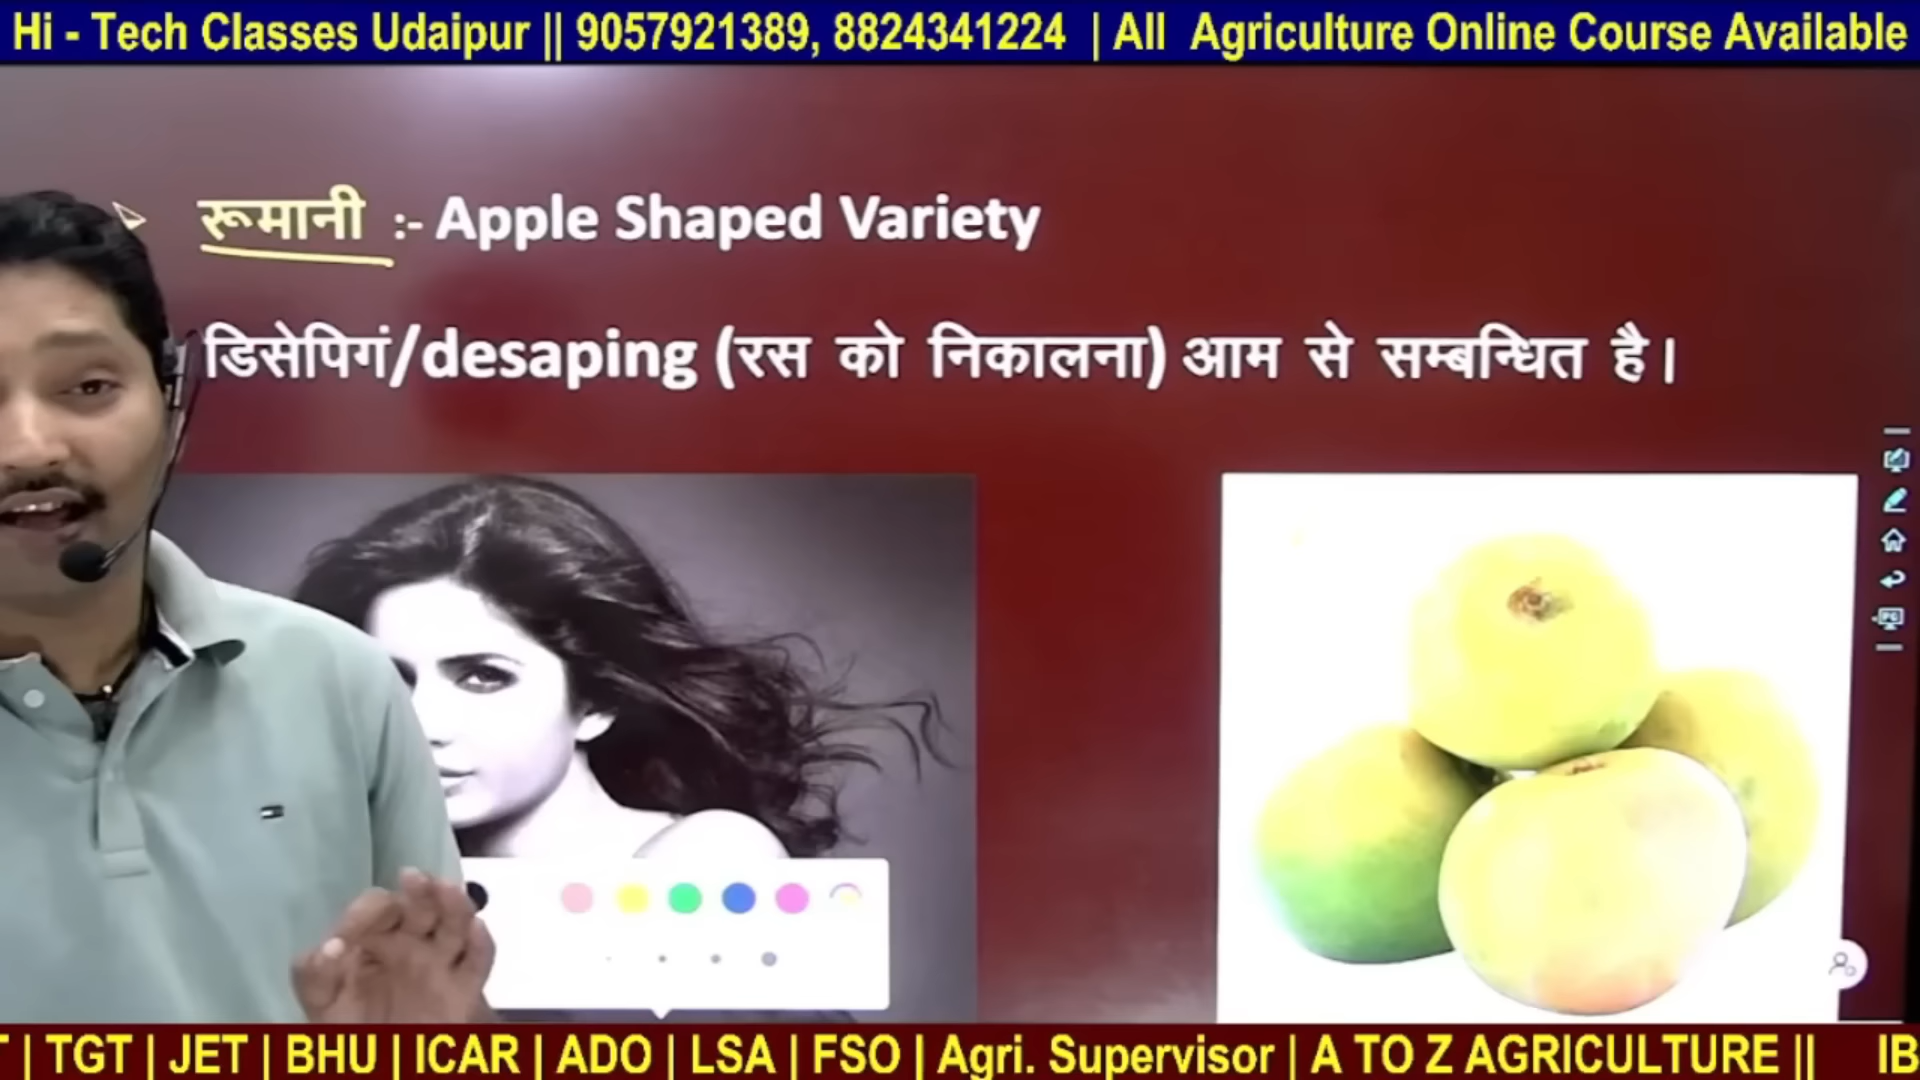 Hi - Tech Classes Udaipur || 9057921389, 8824341224 | All Agriculture Online Course Available
रूमानी :- Apple Shaped Variety
डिसेपिगं/desaping (रस को निकालना) आम से सम्बन्धित है।
T | TGT | JET | BHU | ICAR | ADO | LSA | FSO | Agri. Supervisor | A TO Z AGRICULTURE || IB